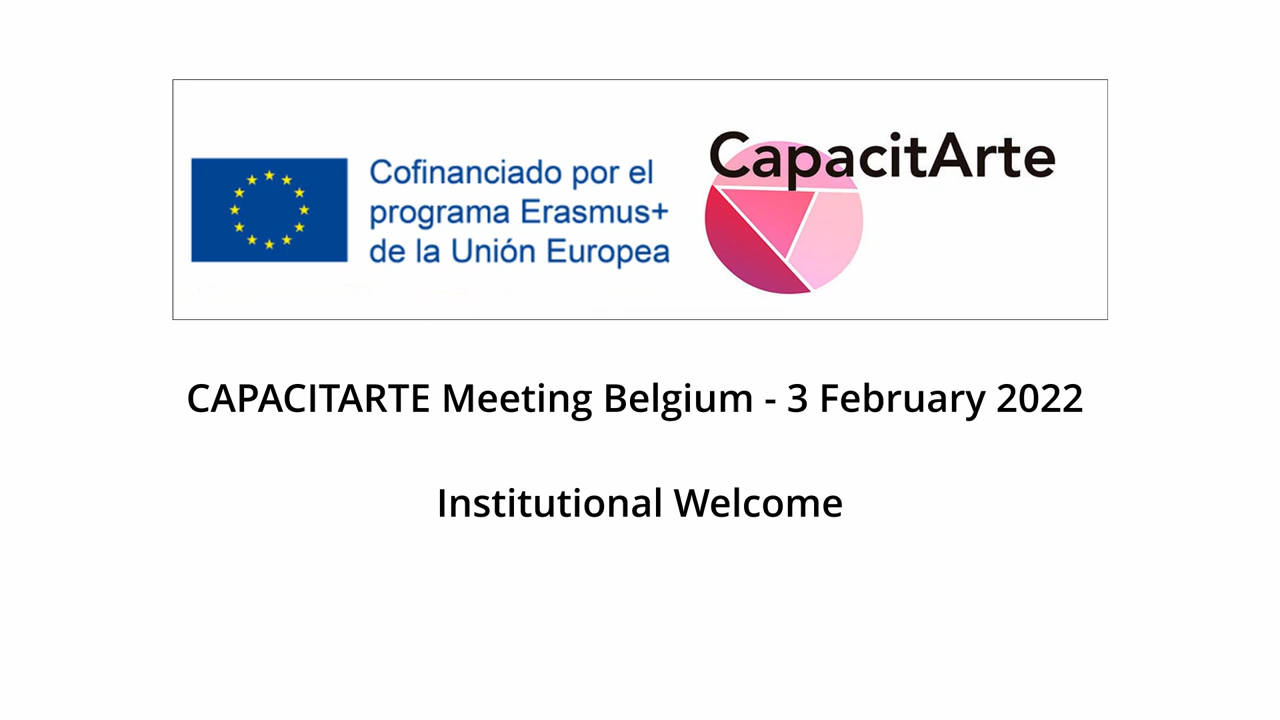 Cofinanciado por el
programa Erasmus+
de la Unión Europea
CapacitArte
CAPACITARTE Meeting Belgium - 3 February 2022
Institutional Welcome